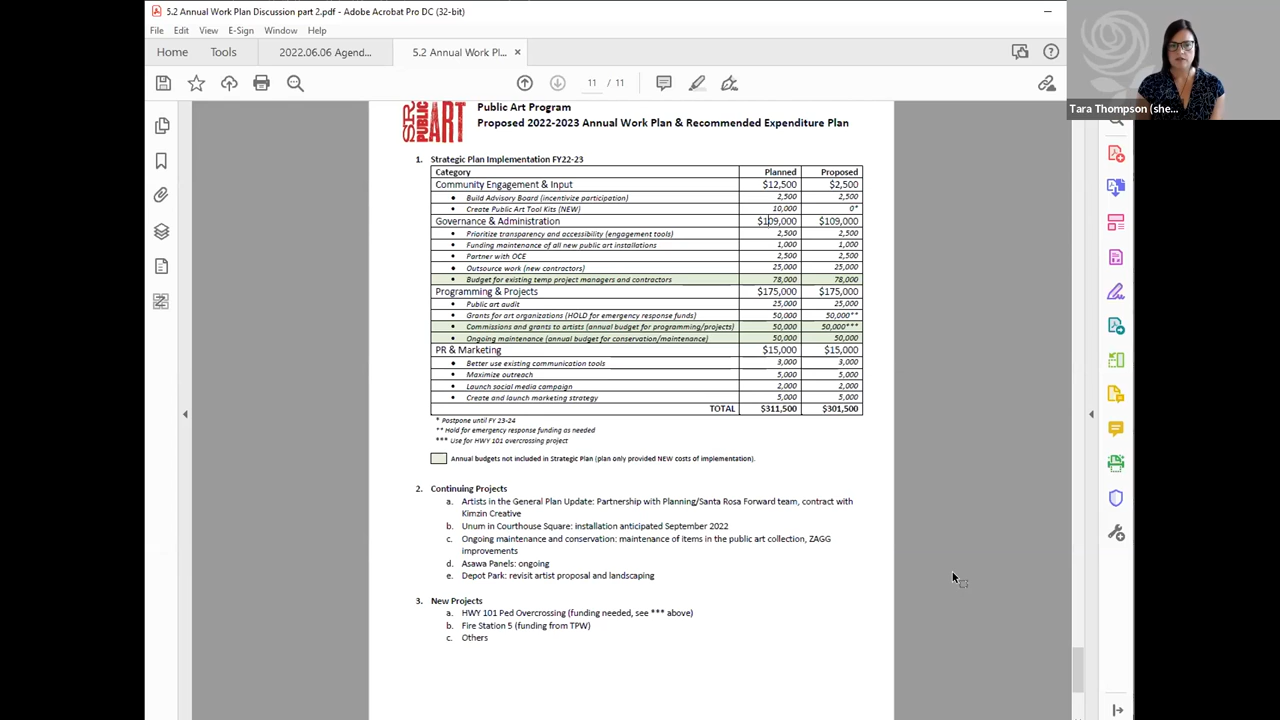 5.2 Annual Work Plan Discussion part 2.pdf - Adobe Acrobat Pro DC (32-bit)
File Edit View E-Sign Window Help
Home Tools 2022.06.06 Agend... 5.2 Annual Work Pl... ×
11 / 11
Tara Thompson (she...
PUBLIC ART
Public Art Program
Proposed 2022-2023 Annual Work Plan & Recommended Expenditure Plan
1. Strategic Plan Implementation FY22-23
Category Planned Proposed
Community Engagement & Input $12,500 $2,500
• Build Advisory Board (incentivize participation) 2,500 2,500
• Create Public Art Tool Kits (NEW) 10,000 0*
Governance & Administration $109,000 $109,000
• Prioritize transparency and accessibility (engagement tools) 2,500 2,500
• Funding maintenance of all new public art installations 1,000 1,000
• Partner with OCE 2,500 2,500
• Outsource work (new contractors) 25,000 25,000
• Budget for existing temp project managers and contractors 78,000 78,000
Programming & Projects $175,000 $175,000
• Public art audit 25,000 25,000
• Grants for art organizations (HOLD for emergency response funds) 50,000 50,000**
• Commissions and grants to artists (annual budget for programming/projects) 50,000 50,000***
• Ongoing maintenance (annual budget for conservation/maintenance) 50,000 50,000
PR & Marketing $15,000 $15,000
• Better use existing communication tools 3,000 3,000
• Maximize outreach 5,000 5,000
• Launch social media campaign 2,000 2,000
• Create and launch marketing strategy 5,000 5,000
TOTAL $311,500 $301,500
* Postpone until FY 23-24
** Hold for emergency response funding as needed
*** Use for HWY 101 overcrossing project
Annual budgets not included in Strategic Plan (plan only provided NEW costs of implementation).
2. Continuing Projects
a. Artists in the General Plan Update: Partnership with Planning/Santa Rosa Forward team, contract with
Kimzin Creative
b. Unum in Courthouse Square: installation anticipated September 2022
c. Ongoing maintenance and conservation: maintenance of items in the public art collection, ZAGG
improvements
d. Asawa Panels: ongoing
e. Depot Park: revisit artist proposal and landscaping
3. New Projects
a. HWY 101 Ped Overcrossing (funding needed, see *** above)
b. Fire Station 5 (funding from TPW)
c. Others